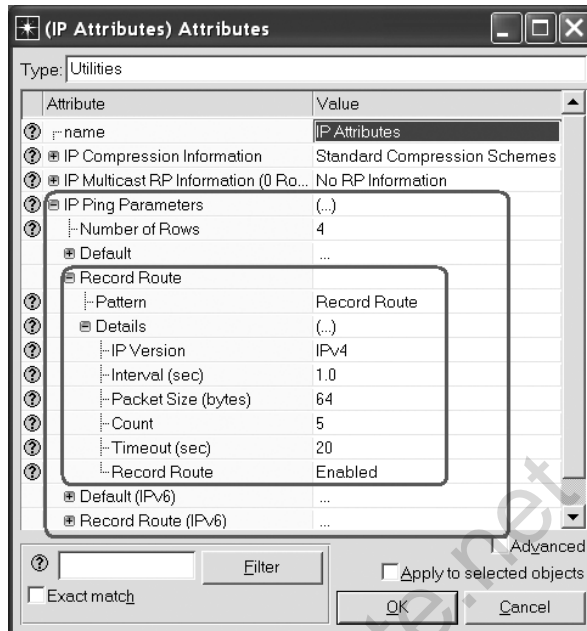 (IP Attributes) Attributes
Type: Utilities
Attribute Value
name IP Attributes
IP Compression Information Standard Compression Schemes
IP Multicast RP Information (0 Ro... No RP Information
IP Ping Parameters (...)
Number of Rows 4
Default ...
Record Route
Pattern Record Route
Details (...)
IP Version IPv4
Interval (sec) 1.0
Packet Size (bytes) 64
Count 5
Timeout (sec) 20
Record Route Enabled
Default (IPv6) ...
Record Route (IPv6) ...
Advanced
Filter
Apply to selected objects
Exact match
OK Cancel